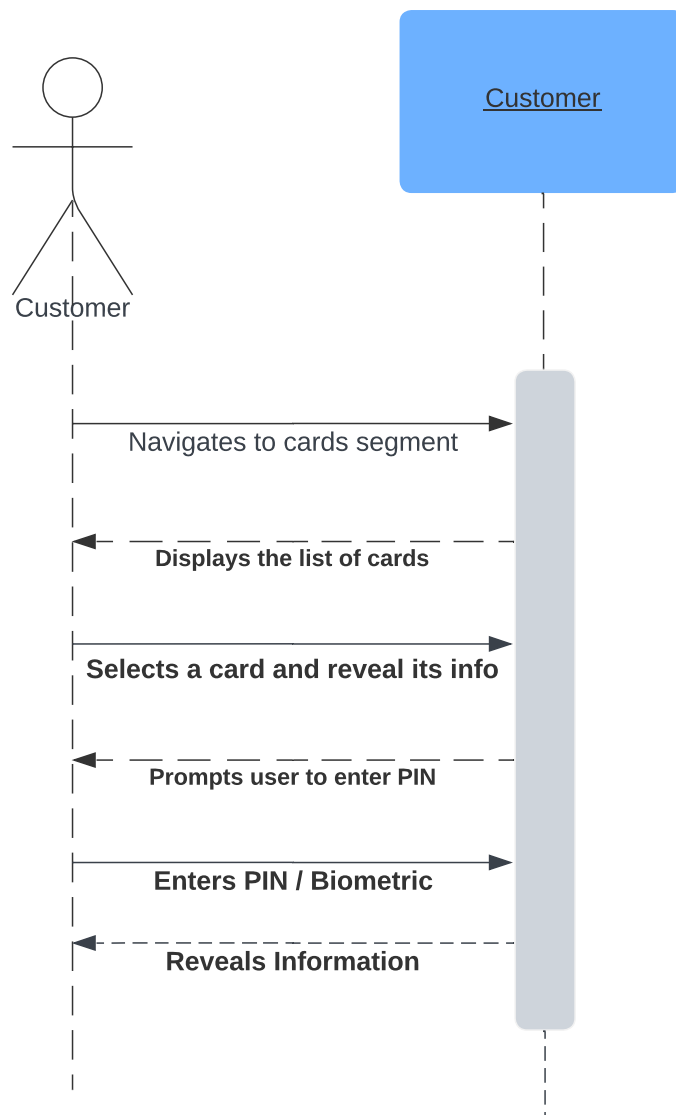 Customer
Customer
Navigates to cards segment
Displays the list of cards
Selects a card and reveal its info
Prompts user to enter PIN
Enters PIN / Biometric
Reveals Information